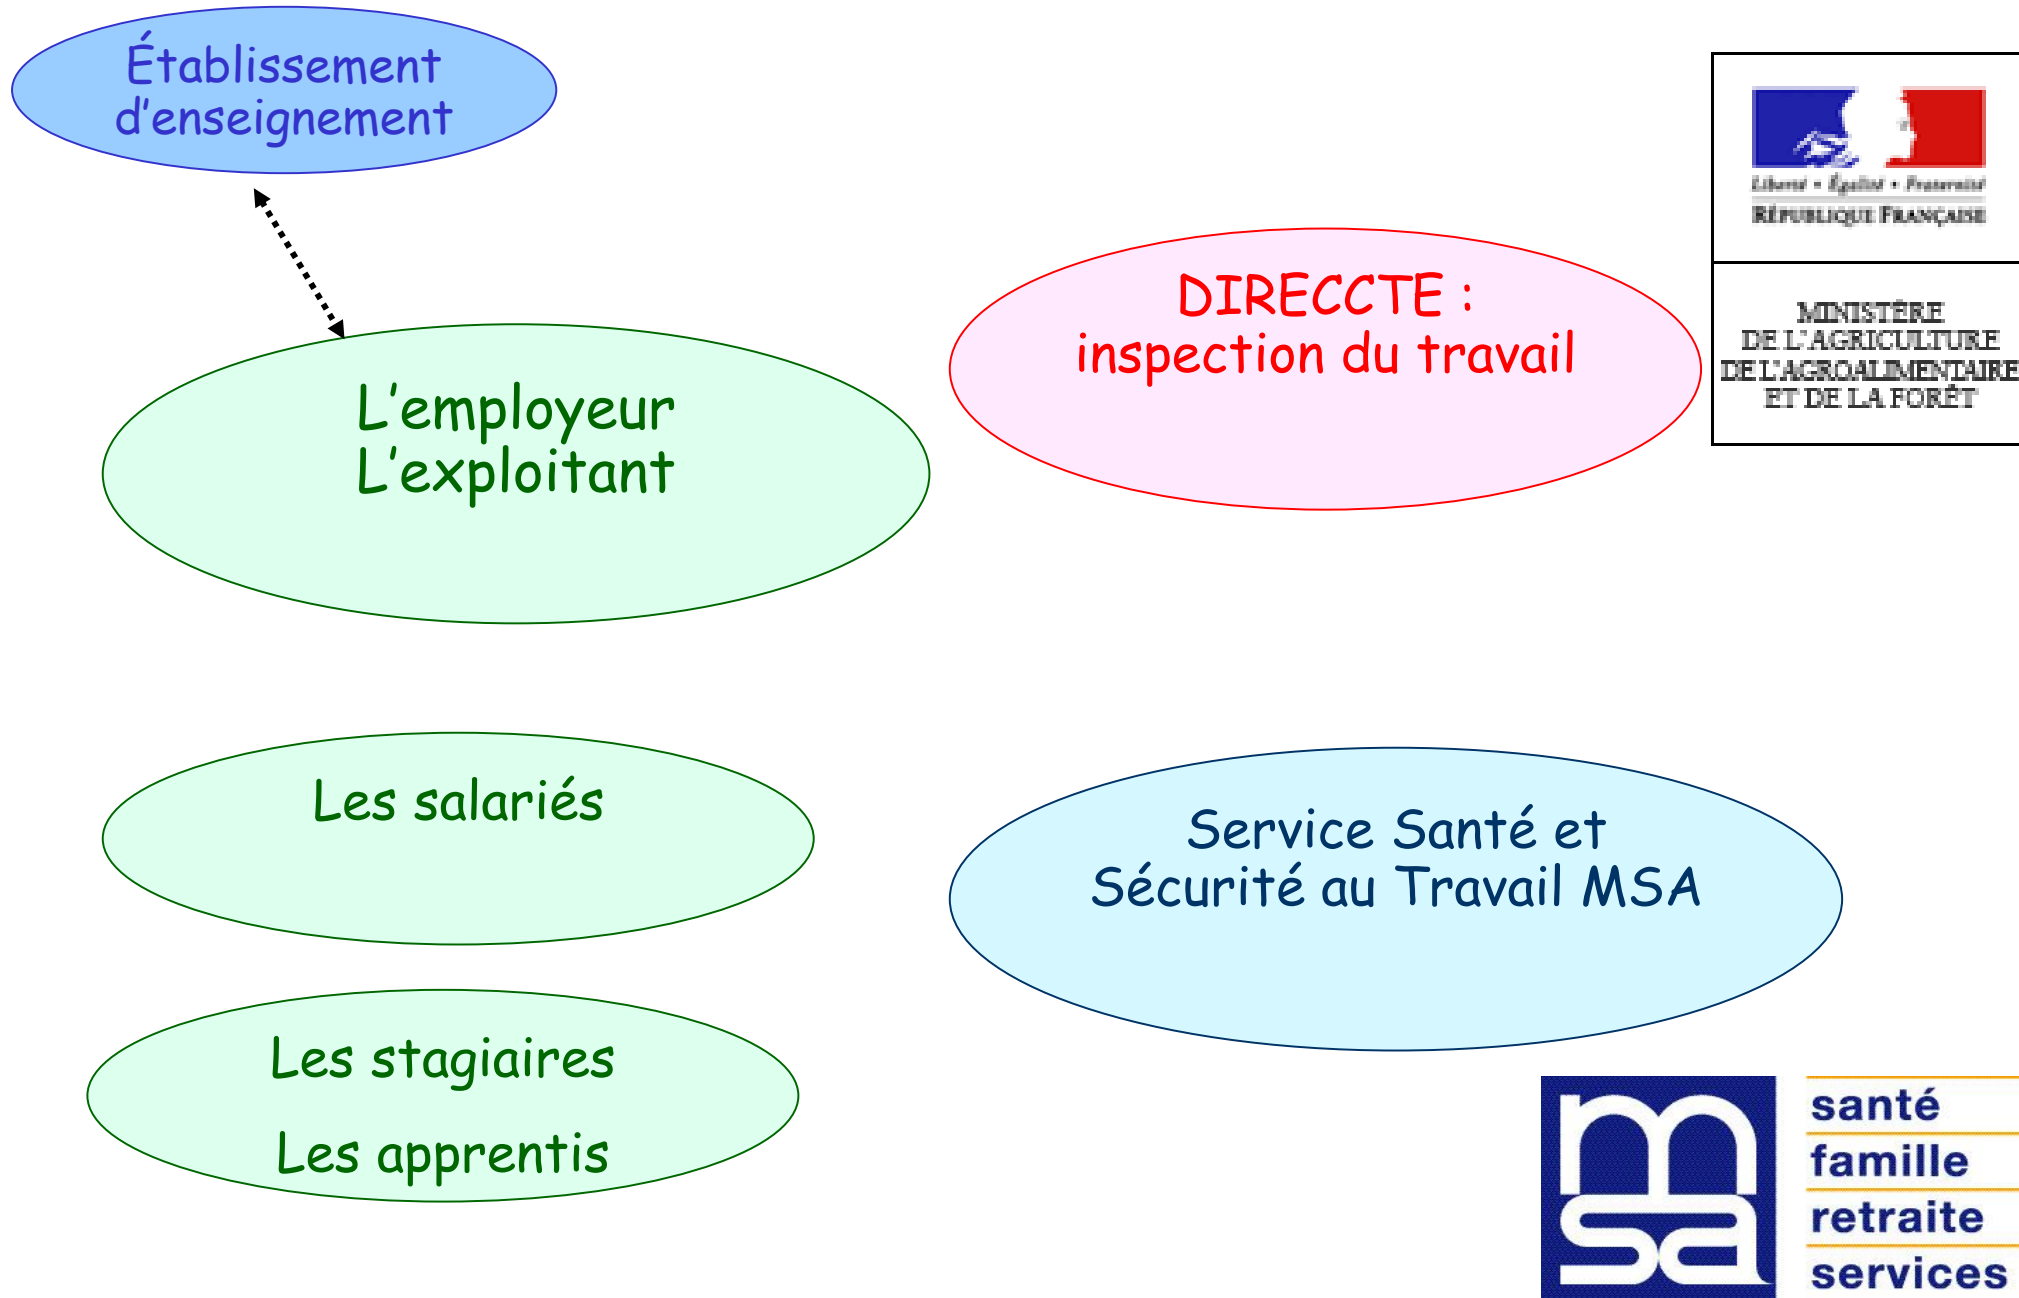 Établissement
d'enseignement
Liberté • Égalité • Fraternité
RÉPUBLIQUE FRANÇAISE
DIRECCTE :
inspection du travail
MINISTÈRE
DE L'AGRICULTURE
DE L'AGROALIMENTAIRE
ET DE LA FORÊT
L'employeur
L'exploitant
Les salariés
Service Santé et
Sécurité au Travail MSA
Les stagiaires
Les apprentis
msa
santé
famille
retraite
services